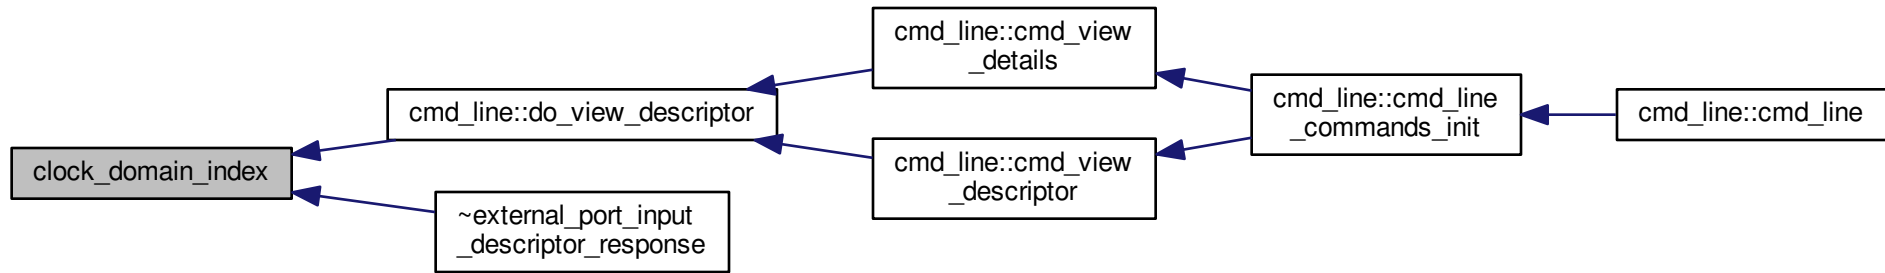 clock_domain_index
cmd_line::do_view_descriptor
~external_port_input
_descriptor_response
cmd_line::cmd_view
_details
cmd_line::cmd_view
_descriptor
cmd_line::cmd_line
_commands_init
cmd_line::cmd_line